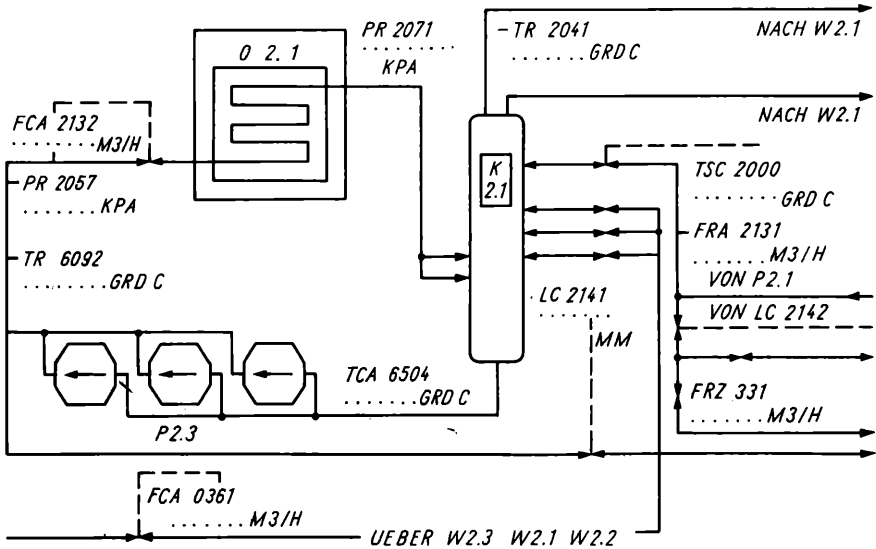 PR 2071
........
KPA
O 2.1
- TR 2041
.......GRD C
NACH W2.1
NACH W2.1
FCA 2132
........M3/H
PR 2057
........KPA
TR 6092
........GRD C
K
2.1
TSC 2000
.......GRD C
FRA 2131
.......M3/H
VON P2.1
VON LC 2142
LC 2141
.......
MM
TCA 6504
.......GRD C
FRZ 331
.......M3/H
P2.3
FCA 0361
.......M3/H
UEBER W2.3 W2.1 W2.2